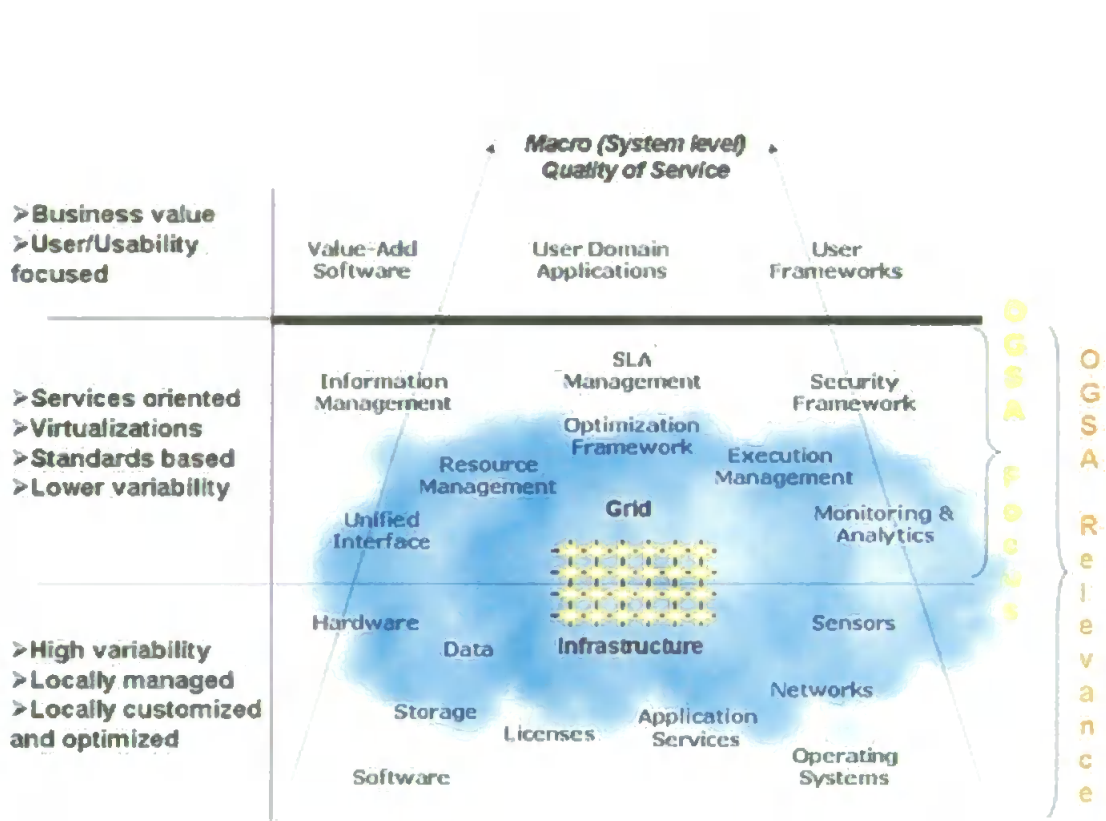 Macro (System level)
Quality of Service
➢Business value
➢User/Usability
focused
Value-Add
Software
User Domain
Applications
User
Frameworks
➢Services oriented
➢Virtualizations
➢Standards based
➢Lower variability
Information
Management
SLA
Management
Security
Framework
Optimization
Framework
Resource
Management
Execution
Management
Unified
Interface
Grid
Monitoring &
Analytics
➢High variability
➢Locally managed
➢Locally customized
and optimized
Hardware
Data
Infrastructure
Sensors
Networks
Storage
Licenses
Application
Services
Software
Operating
Systems
OGSA Focus
OGSA Relevance